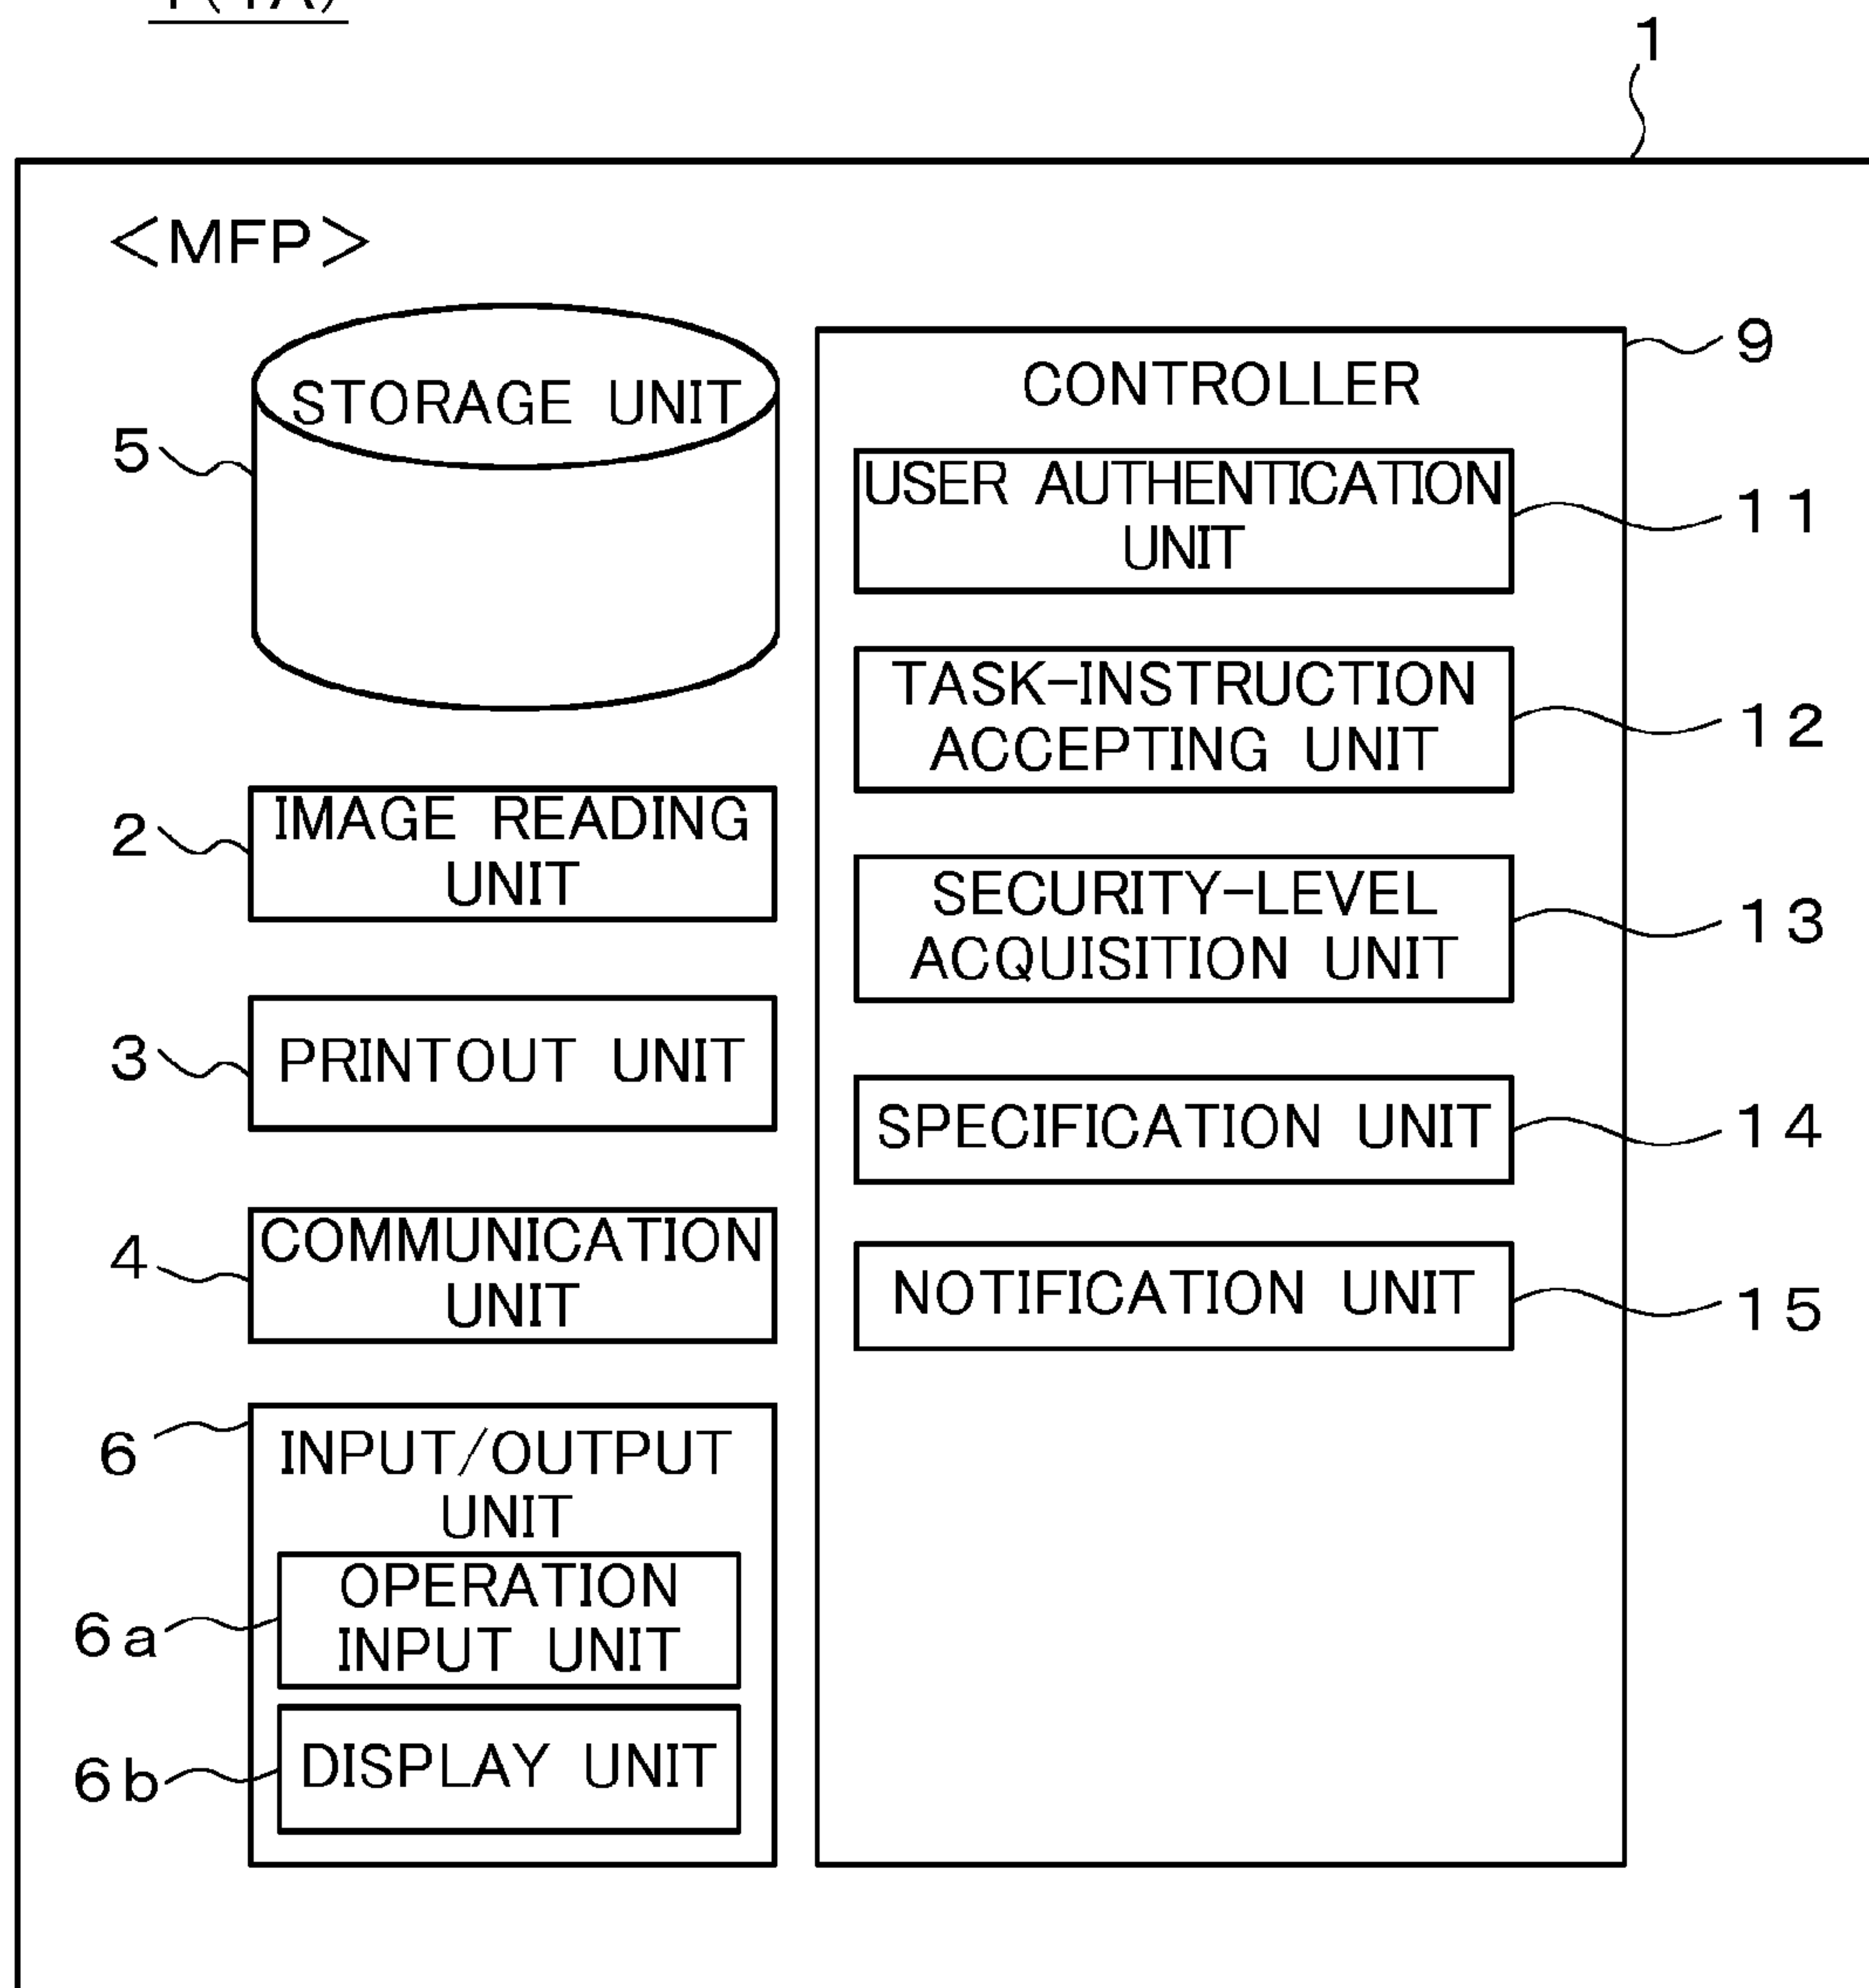 1(1A)
1
<MFP>
STORAGE UNIT
5
IMAGE READING
UNIT
2
PRINTOUT UNIT
3
COMMUNICATION
UNIT
4
INPUT/OUTPUT
UNIT
6
OPERATION
INPUT UNIT
6a
DISPLAY UNIT
6b
CONTROLLER
9
USER AUTHENTICATION
UNIT
11
TASK-INSTRUCTION
ACCEPTING UNIT
12
SECURITY-LEVEL
ACQUISITION UNIT
13
SPECIFICATION UNIT
14
NOTIFICATION UNIT
15